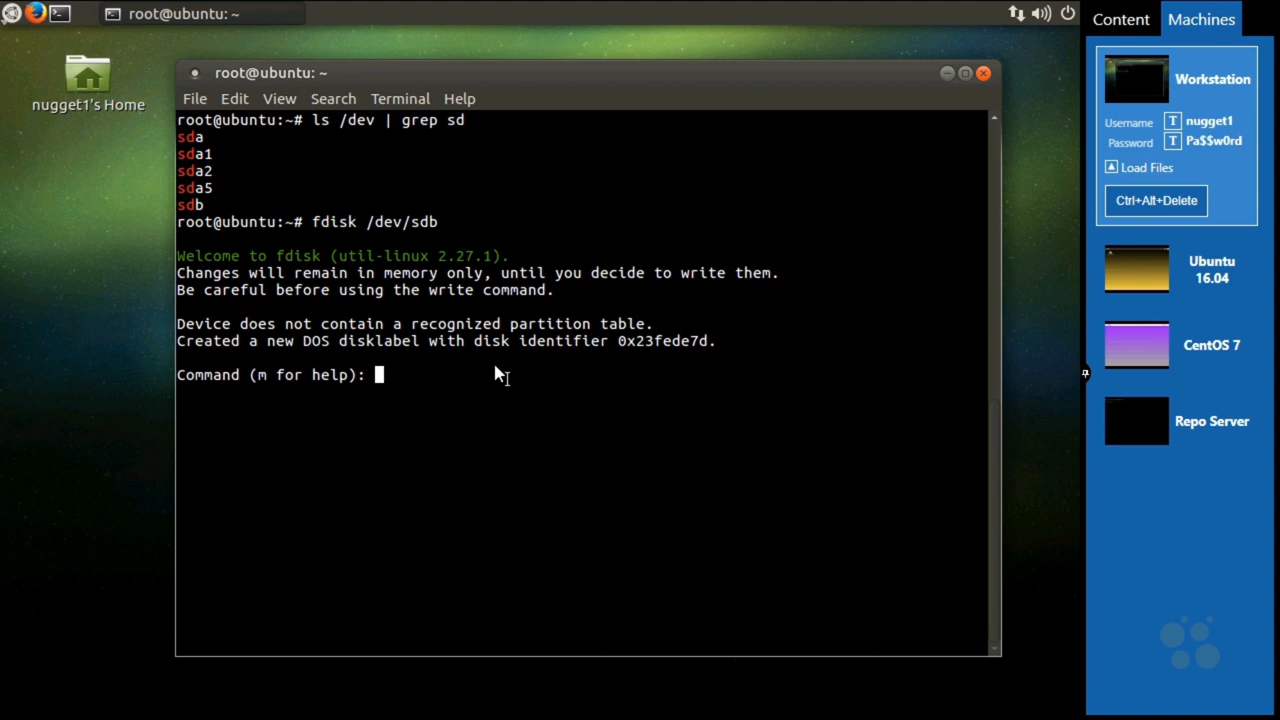 root@ubuntu: ~
nugget1's Home
root@ubuntu: ~
File Edit View Search Terminal Help
root@ubuntu:~# ls /dev | grep sd
sda
sda1
sda2
sda5
sdb
root@ubuntu:~# fdisk /dev/sdb
Welcome to fdisk (util-linux 2.27.1).
Changes will remain in memory only, until you decide to write them.
Be careful before using the write command.
Device does not contain a recognized partition table.
Created a new DOS disklabel with disk identifier 0x23fede7d.
Command (m for help):
Content Machines
Workstation
Username T nugget1
Password T Pa$$w0rd
Load Files
Ctrl+Alt+Delete
Ubuntu
16.04
CentOS 7
Repo Server